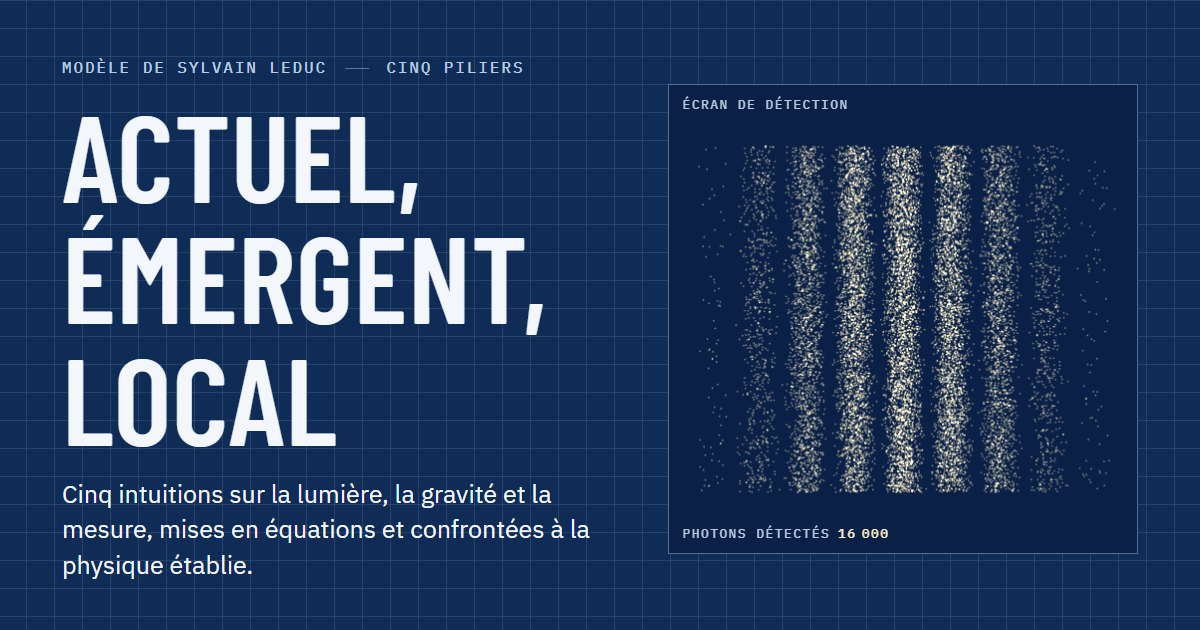 MODÈLE DE SYLVAIN LEDUC — CINQ PILIERS
ACTUEL,
ÉMERGENT,
LOCAL
Cinq intuitions sur la lumière, la gravité et la
mesure, mises en équations et confrontées à la
physique établie.
ÉCRAN DE DÉTECTION
PHOTONS DÉTECTÉS 16 000